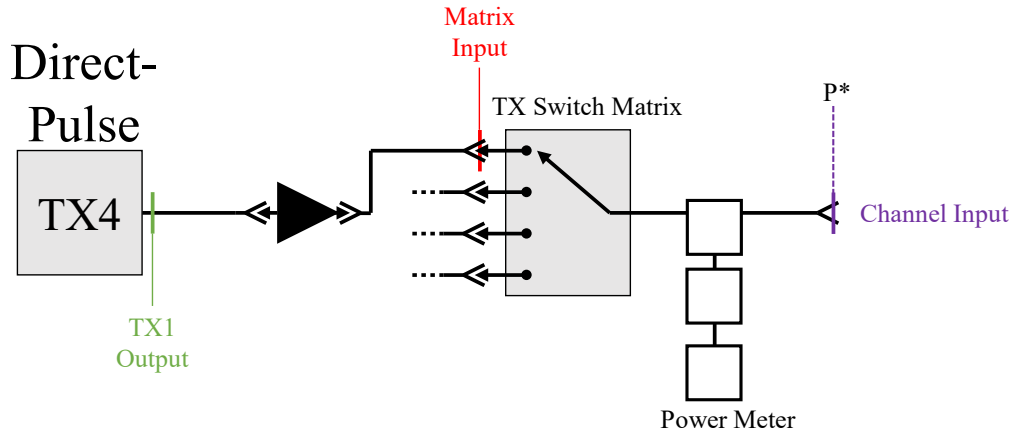 Matrix
Input
Direct-
Pulse
TX Switch Matrix
P*
TX4
Channel Input
TX1
Output
Power Meter